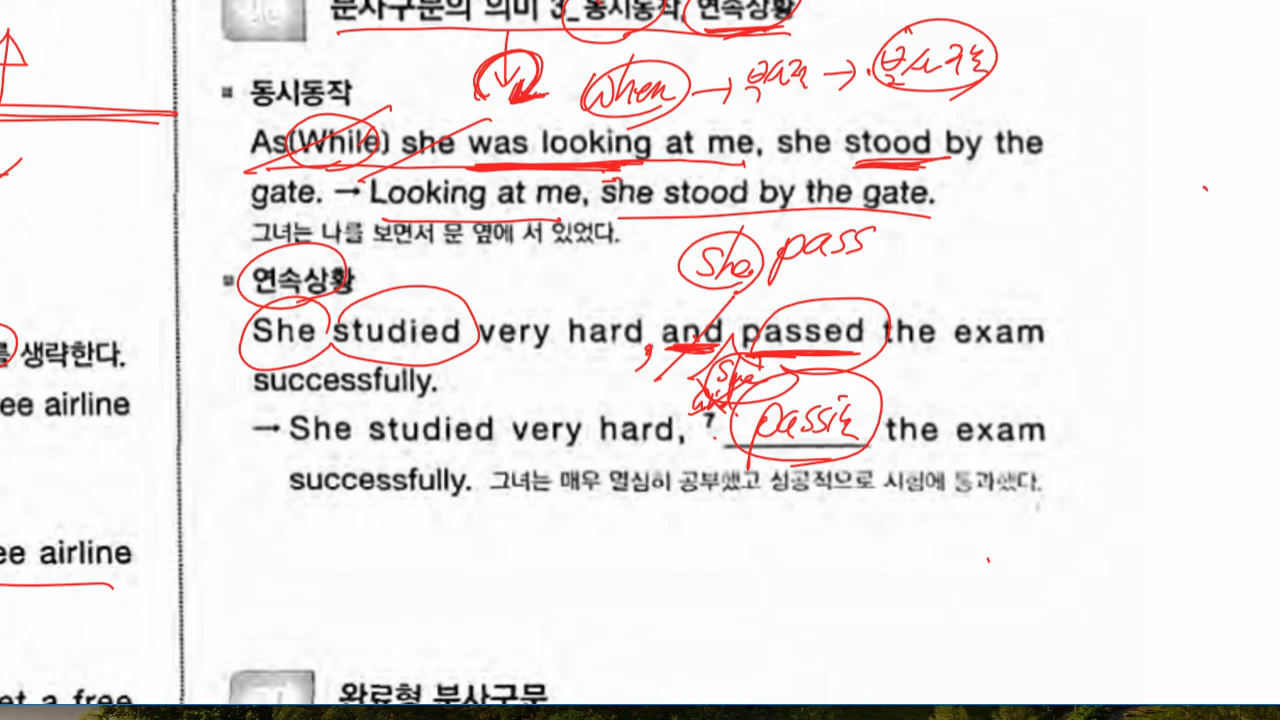 분사구문의 의미 3_동시동작, 연속상황
when → 부사절 → 분사구문
동시동작
As(While) she was looking at me, she stood by the
gate. → Looking at me, she stood by the gate.
그녀는 나를 보면서 문 옆에 서 있었다.
she pass
연속상황
She studied very hard, and passed the exam
successfully.
she
→ She studied very hard, 7 the exam
successfully. 그녀는 매우 열심히 공부했고 성공적으로 시험에 통과했다.
를 생략한다.
ee airline
ee airline
et a free
완료형 분사구문